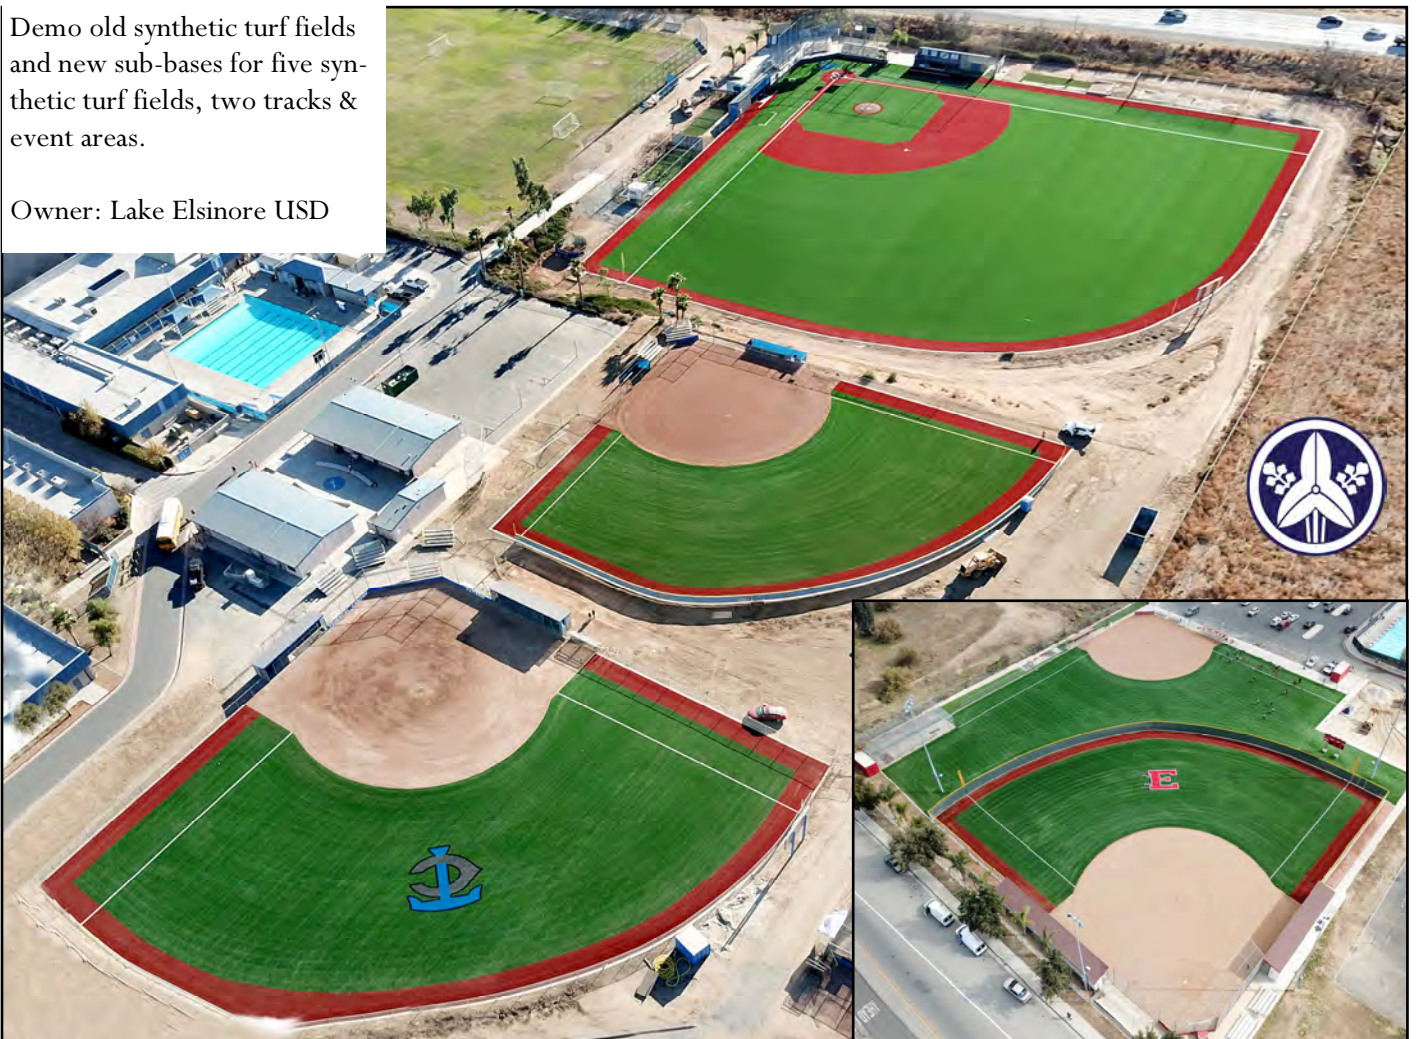 Demo old synthetic turf fields
and new sub-bases for five syn-
thetic turf fields, two tracks &
event areas.
Owner: Lake Elsinore USD
E